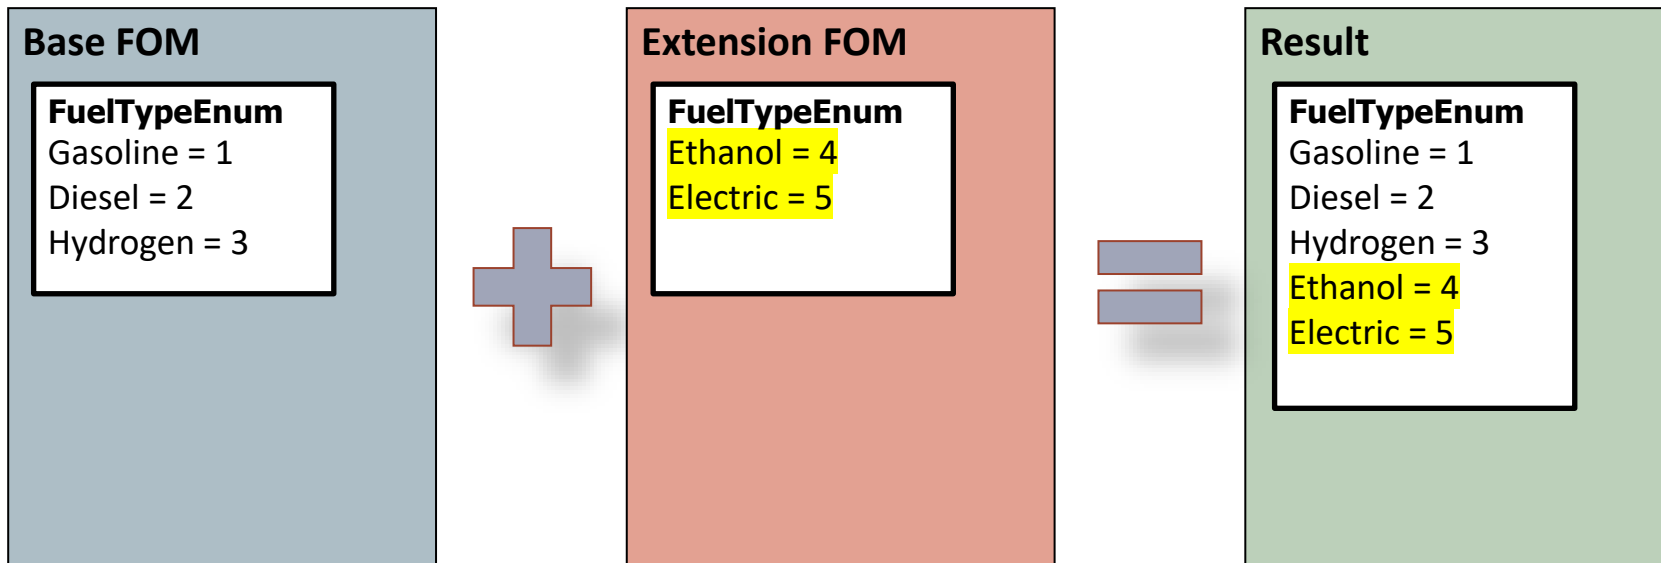 Base FOM
FuelTypeEnum
Gasoline = 1
Diesel = 2
Hydrogen = 3
Extension FOM
FuelTypeEnum
Ethanol = 4
Electric = 5
Result
FuelTypeEnum
Gasoline = 1
Diesel = 2
Hydrogen = 3
Ethanol = 4
Electric = 5